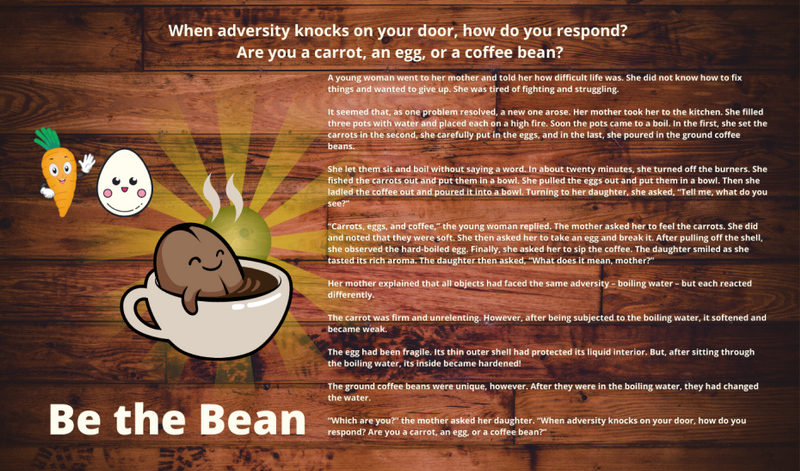 When adversity knocks on your door, how do you respond?
Are you a carrot, an egg, or a coffee bean?
A young woman went to her mother and told her how difficult life was. She did not know how to fix
things and wanted to give up. She was tired of fighting and struggling.
It seemed that, as one problem resolved, a new one arose. Her mother took her to the kitchen. She filled
three pots with water and placed each on a high fire. Soon the pots came to a boil. In the first, she set the
carrots in the second, she carefully put in the eggs, and in the last, she poured in the ground coffee
beans.
She let them sit and boil without saying a word. In about twenty minutes, she turned off the burners. She
fished the carrots out and put them in a bowl. She pulled the eggs out and put them in a bowl. Then she
ladled the coffee out and poured it into a bowl. Turning to her daughter, she asked, “Tell me, what do you
see?”
“Carrots, eggs, and coffee,” the young woman replied. The mother asked her to feel the carrots. She did
and noted that they were soft. She then asked her to take an egg and break it. After pulling off the shell,
she observed the hard-boiled egg. Finally, she asked her to sip the coffee. The daughter smiled as she
tasted its rich aroma. The daughter then asked, “What does it mean, mother?”
Her mother explained that all objects had faced the same adversity – boiling water – but each reacted
differently.
The carrot was firm and unrelenting. However, after being subjected to the boiling water, it softened and
became weak.
The egg had been fragile. Its thin outer shell had protected its liquid interior. But, after sitting through
the boiling water, its inside became hardened!
The ground coffee beans were unique, however. After they were in the boiling water, they had changed
the water.
“Which are you?” the mother asked her daughter. “When adversity knocks on your door, how do you
respond? Are you a carrot, an egg, or a coffee bean?”
Be the Bean